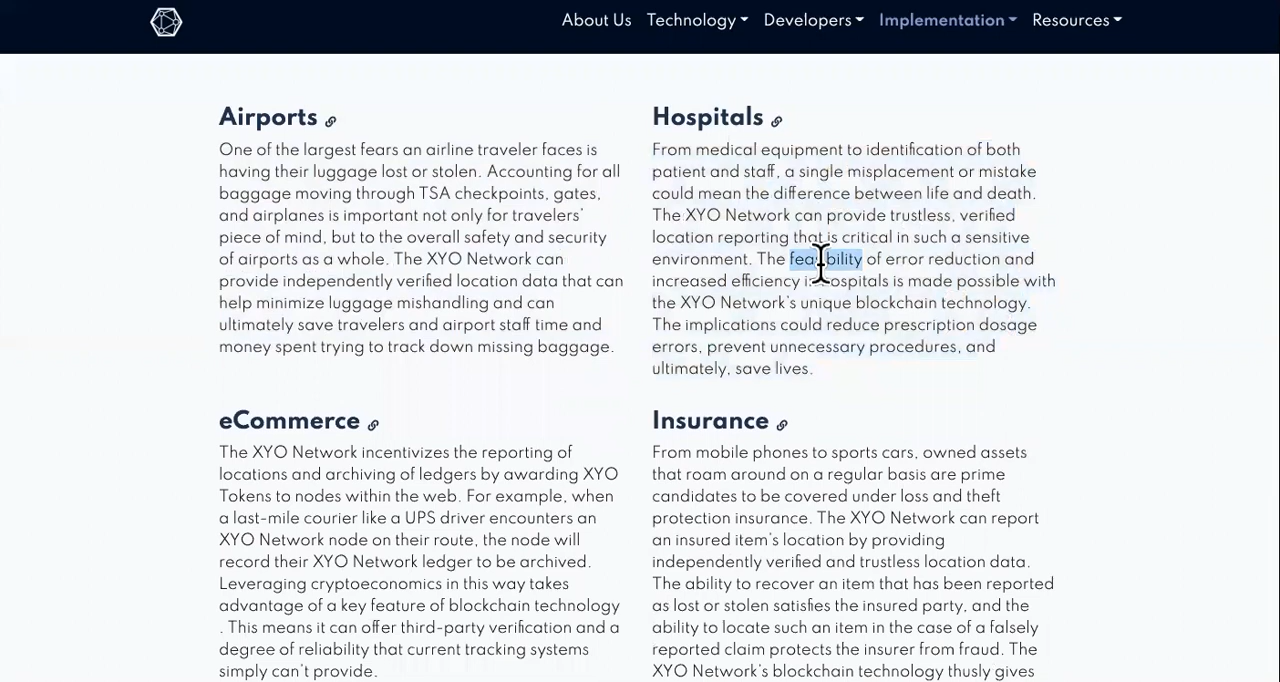 About Us Technology Developers Implementation Resources
Airports
One of the largest fears an airline traveler faces is
having their luggage lost or stolen. Accounting for all
baggage moving through TSA checkpoints, gates,
and airplanes is important not only for travelers'
piece of mind, but to the overall safety and security
of airports as a whole. The XYO Network can
provide independently verified location data that can
help minimize luggage mishandling and can
ultimately save travelers and airport staff time and
money spent trying to track down missing baggage.
Hospitals
From medical equipment to identification of both
patient and staff, a single misplacement or mistake
could mean the difference between life and death.
The XYO Network can provide trustless, verified
location reporting that is critical in such a sensitive
environment. The feasibility of error reduction and
increased efficiency in hospitals is made possible with
the XYO Network's unique blockchain technology.
The implications could reduce prescription dosage
errors, prevent unnecessary procedures, and
ultimately, save lives.
eCommerce
The XYO Network incentivizes the reporting of
locations and archiving of ledgers by awarding XYO
Tokens to nodes within the web. For example, when
a last-mile courier like a UPS driver encounters an
XYO Network node on their route, the node will
record their XYO Network ledger to be archived.
Leveraging cryptoeconomics in this way takes
advantage of a key feature of blockchain technology
. This means it can offer third-party verification and a
degree of reliability that current tracking systems
simply can't provide.
Insurance
From mobile phones to sports cars, owned assets
that roam around on a regular basis are prime
candidates to be covered under loss and theft
protection insurance. The XYO Network can report
an insured item's location by providing
independently verified and trustless location data.
The ability to recover an item that has been reported
as lost or stolen satisfies the insured party, and the
ability to locate such an item in the case of a falsely
reported claim protects the insurer from fraud. The
XYO Network's blockchain technology thusly gives